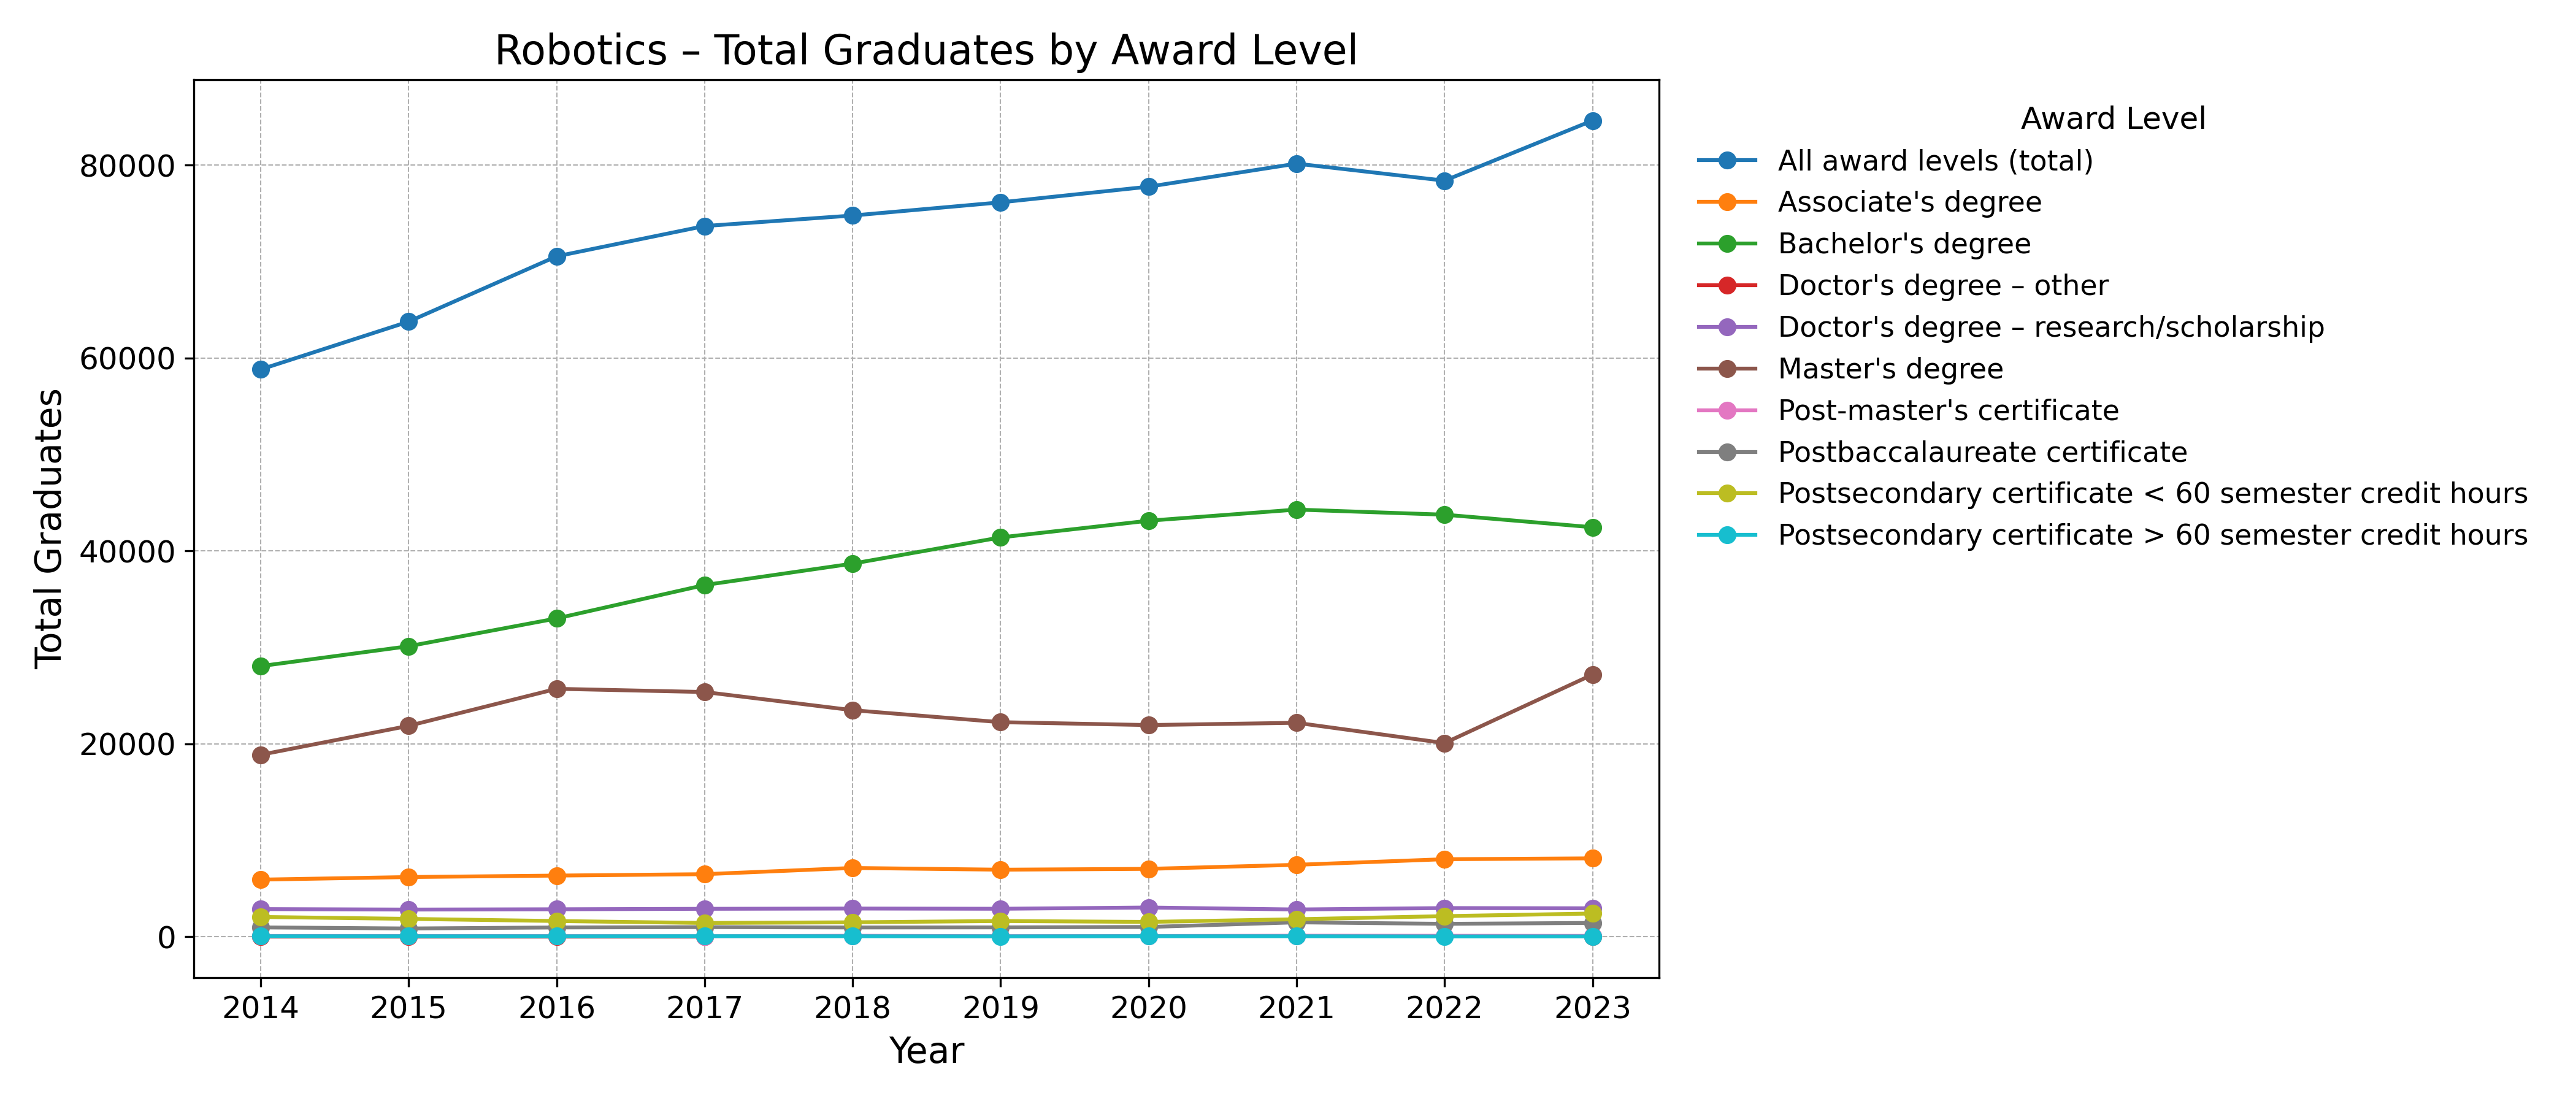 Robotics – Total Graduates by Award Level
Total Graduates
80000
60000
40000
20000
0
2014 2015 2016 2017 2018 2019 2020 2021 2022 2023
Year
Award Level
All award levels (total)
Associate's degree
Bachelor's degree
Doctor's degree – other
Doctor's degree – research/scholarship
Master's degree
Post-master's certificate
Postbaccalaureate certificate
Postsecondary certificate < 60 semester credit hours
Postsecondary certificate > 60 semester credit hours